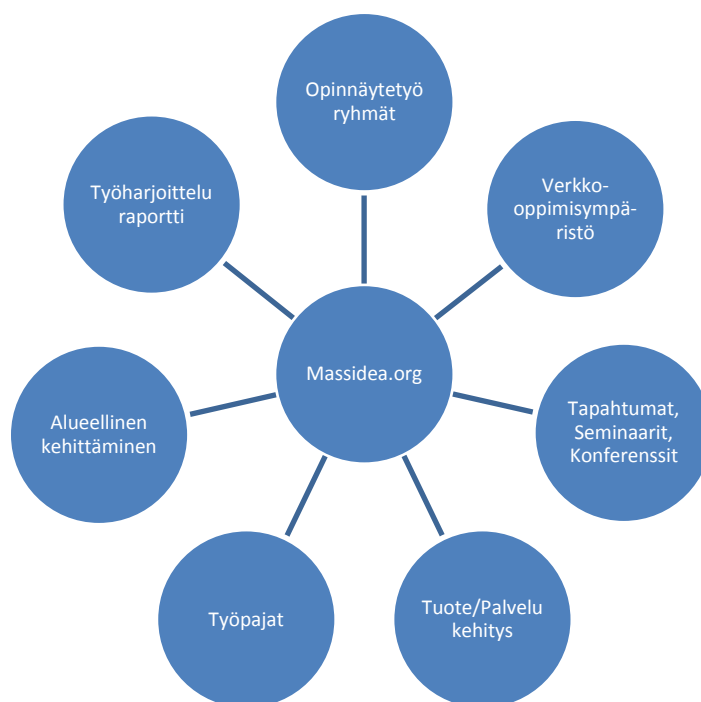 Opinnäytetyö
ryhmät
Verkko-
oppimisympä-
ristö
Tapahtumat,
Seminaarit,
Konferenssit
Tuote/Palvelu
kehitys
Työpajat
Alueellinen
kehittäminen
Työharjoittelu
raportti
Massidea.org